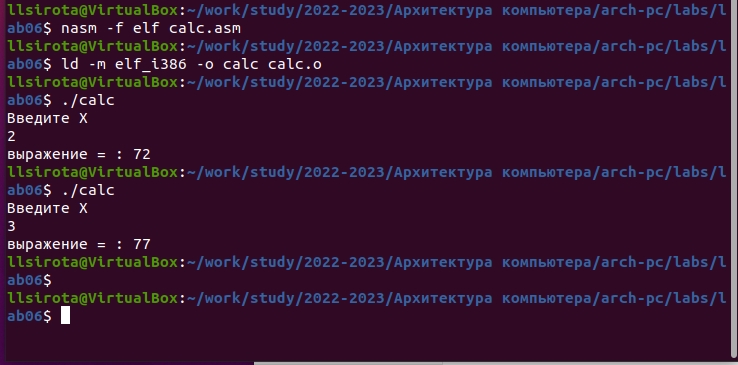 llsirota@VirtualBox:~/work/study/2022-2023/Архитектура компьютера/arch-pc/labs/l
ab06$ nasm -f elf calc.asm
llsirota@VirtualBox:~/work/study/2022-2023/Архитектура компьютера/arch-pc/labs/l
ab06$ ld -m elf_i386 -o calc calc.o
llsirota@VirtualBox:~/work/study/2022-2023/Архитектура компьютера/arch-pc/labs/l
ab06$ ./calc
Введите X
2
выражение = : 72
llsirota@VirtualBox:~/work/study/2022-2023/Архитектура компьютера/arch-pc/labs/l
ab06$ ./calc
Введите X
3
выражение = : 77
llsirota@VirtualBox:~/work/study/2022-2023/Архитектура компьютера/arch-pc/labs/l
ab06$
llsirota@VirtualBox:~/work/study/2022-2023/Архитектура компьютера/arch-pc/labs/l
ab06$